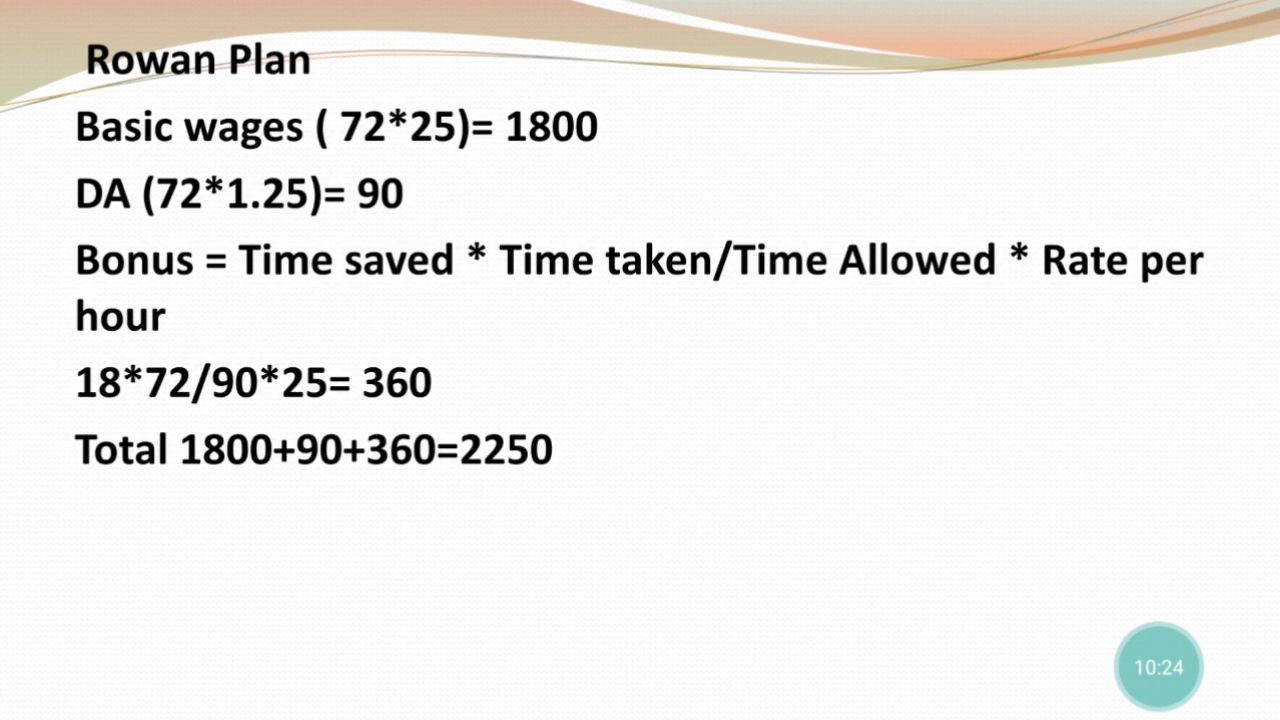 Rowan Plan
Basic wages ( 72*25)= 1800
DA (72*1.25)= 90
Bonus = Time saved * Time taken/Time Allowed * Rate per
hour
18*72/90*25= 360
Total 1800+90+360=2250
10:24